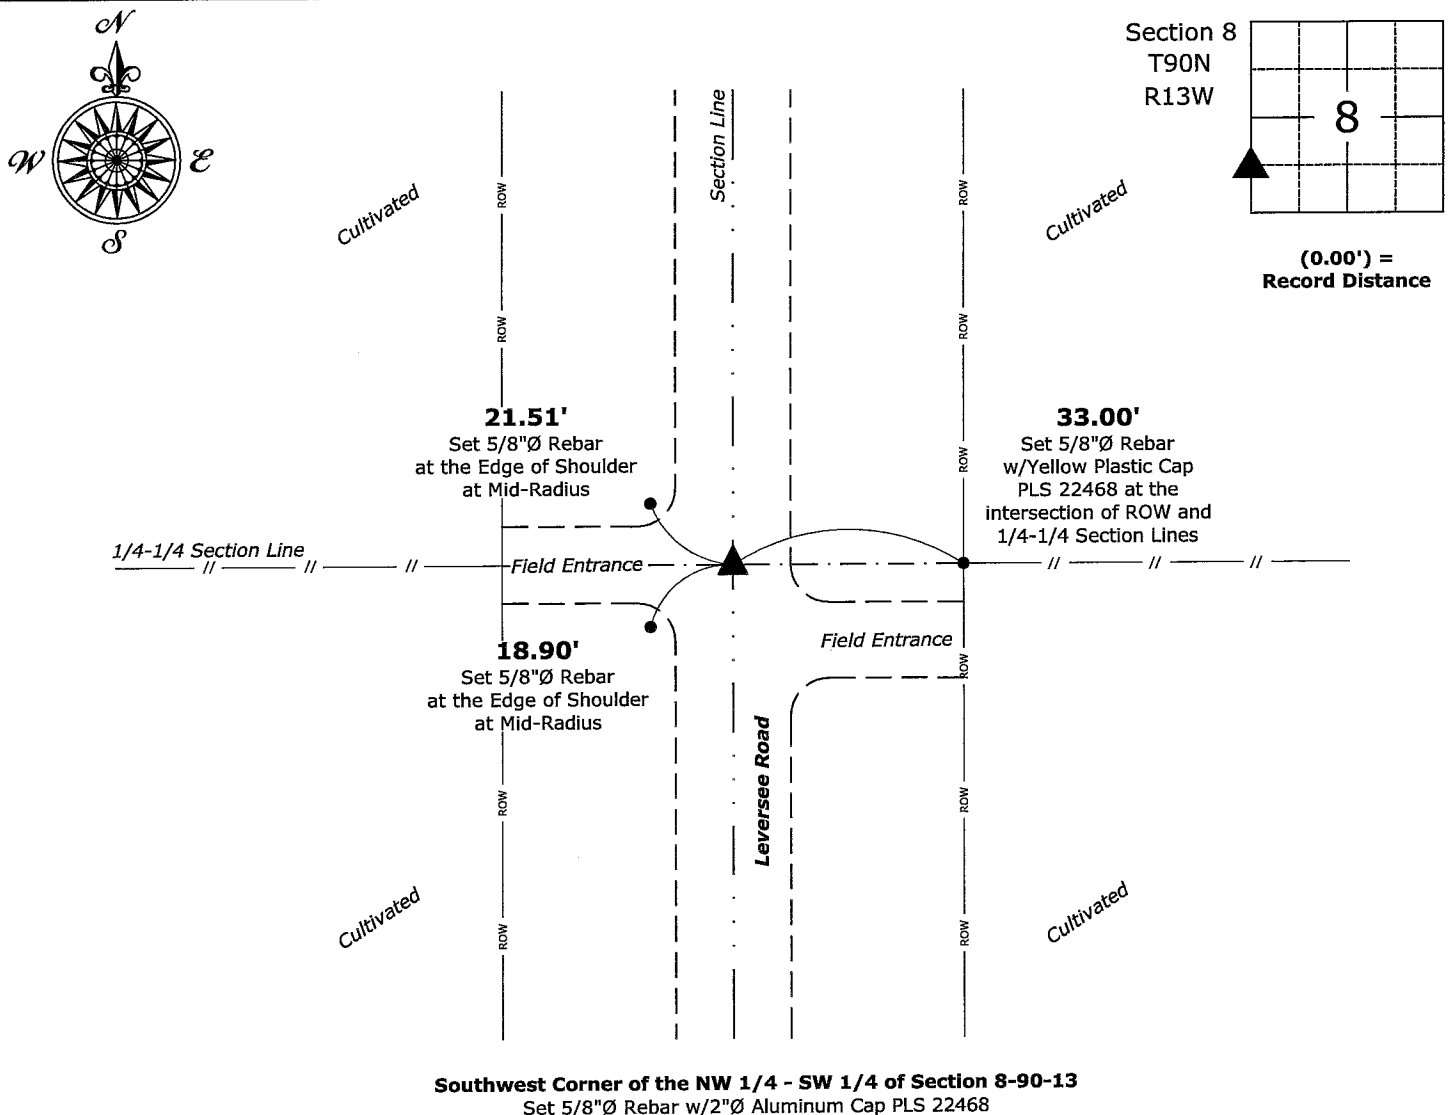 N
W
E
S
Section 8
T90N
R13W
8
(0.00') =
Record Distance
Section Line
Cultivated
Cultivated
ROW
ROW
ROW
ROW
ROW
21.51'
Set 5/8"Ø Rebar
at the Edge of Shoulder
at Mid-Radius
33.00'
Set 5/8"Ø Rebar
w/Yellow Plastic Cap
PLS 22468 at the
intersection of ROW and
1/4-1/4 Section Lines
1/4-1/4 Section Line
Field Entrance
18.90'
Set 5/8"Ø Rebar
at the Edge of Shoulder
at Mid-Radius
Field Entrance
ROW
Leversee Road
ROW
ROW
ROW
ROW
Cultivated
Cultivated
Southwest Corner of the NW 1/4 - SW 1/4 of Section 8-90-13
Set 5/8"Ø Rebar w/2"Ø Aluminum Cap PLS 22468